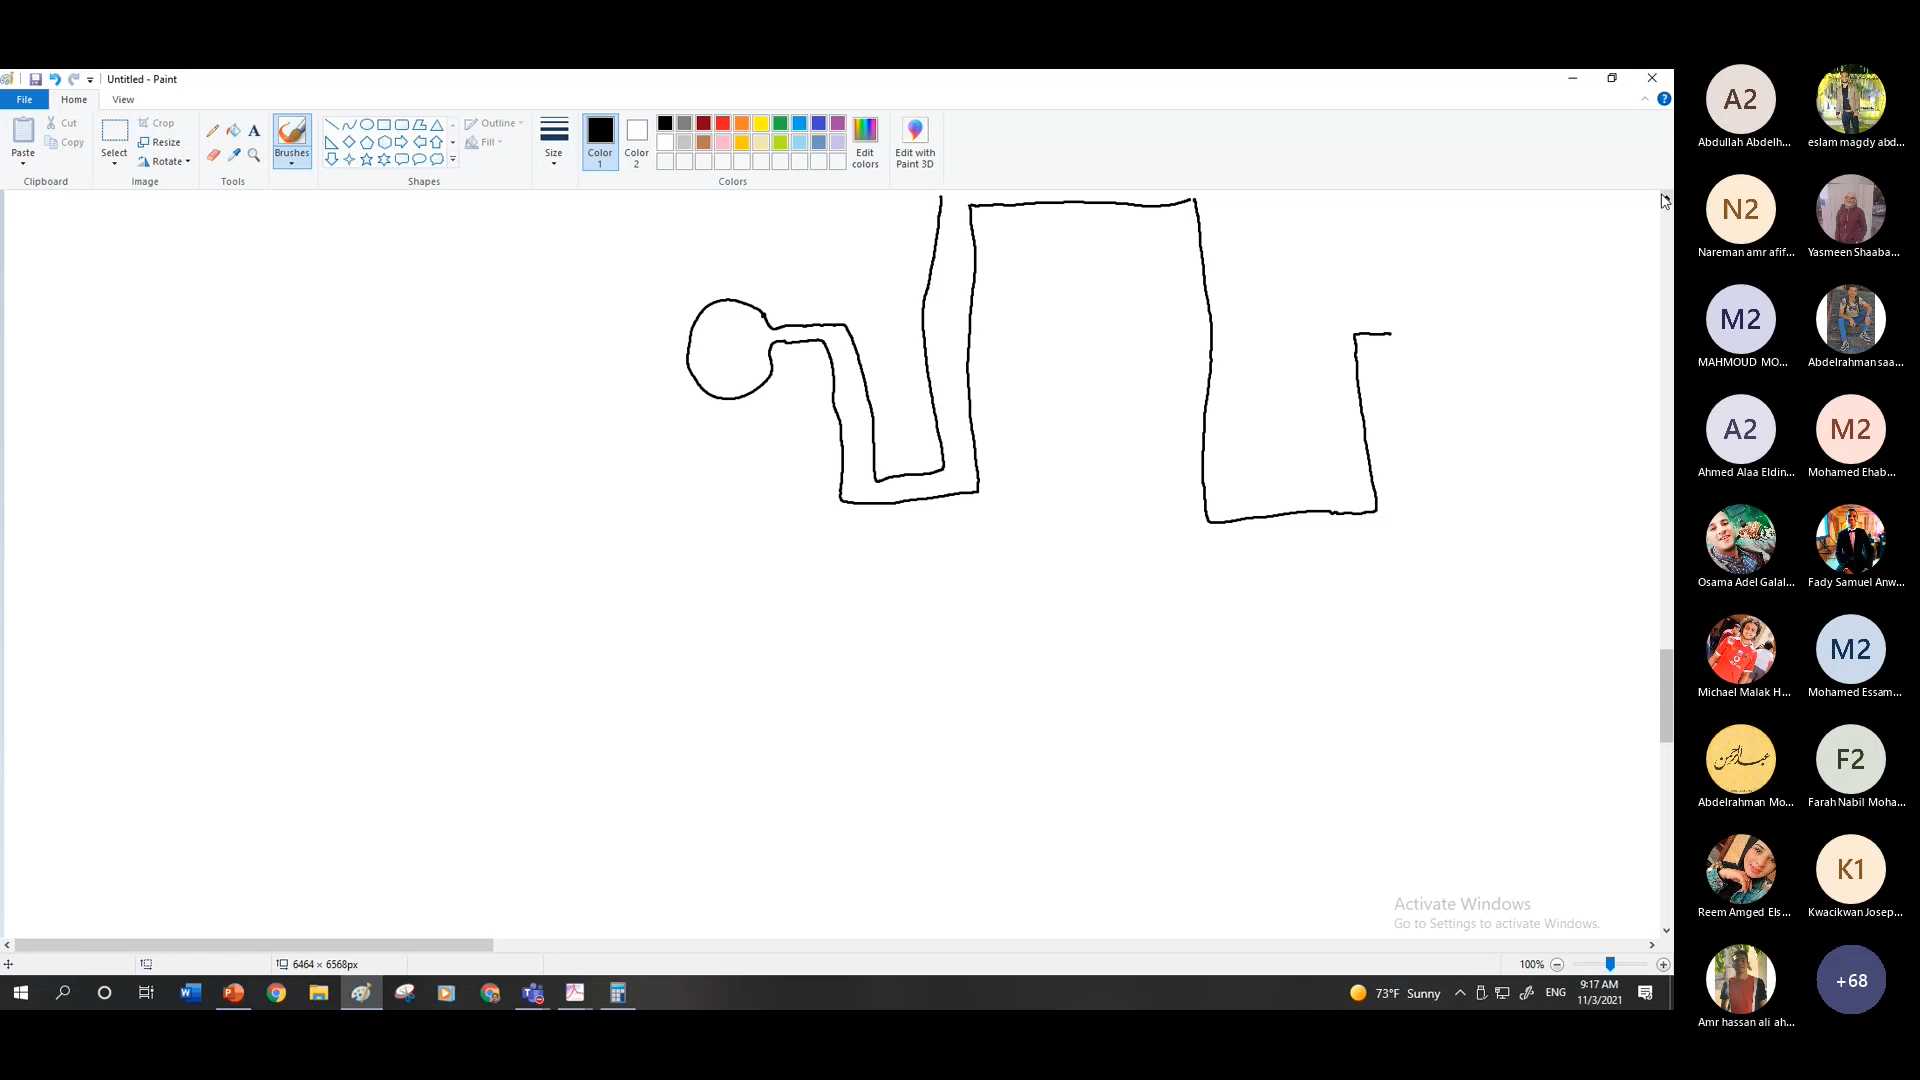 Untitled - Paint
File Home View
Paste
Cut
Copy
Clipboard
Select
Crop
Resize
Rotate
Image
A
Tools
Brushes
Outline
Fill
Shapes
Size
Color
1
Color
2
Edit
colors
Colors
Edit with
Paint 3D
Activate Windows
Go to Settings to activate Windows.
6464 × 6568px
100%
73°F Sunny
ENG
9:17 AM
11/3/2021
A2
Abdullah Abdelh...
eslam magdy abd...
N2
Nareman amr afif...
Yasmeen Shaaba...
M2
MAHMOUD MO...
Abdelrahman saa...
A2
M2
Ahmed Alaa Eldin...
Mohamed Ehab...
Osama Adel Galal...
Fady Samuel Anw...
M2
Michael Malak H...
Mohamed Essam...
عبدالرحمن
F2
Abdelrahman Mo...
Farah Nabil Moha...
K1
Reem Amged Els...
Kwacikwan Josep...
+68
Amr hassan ali ah...